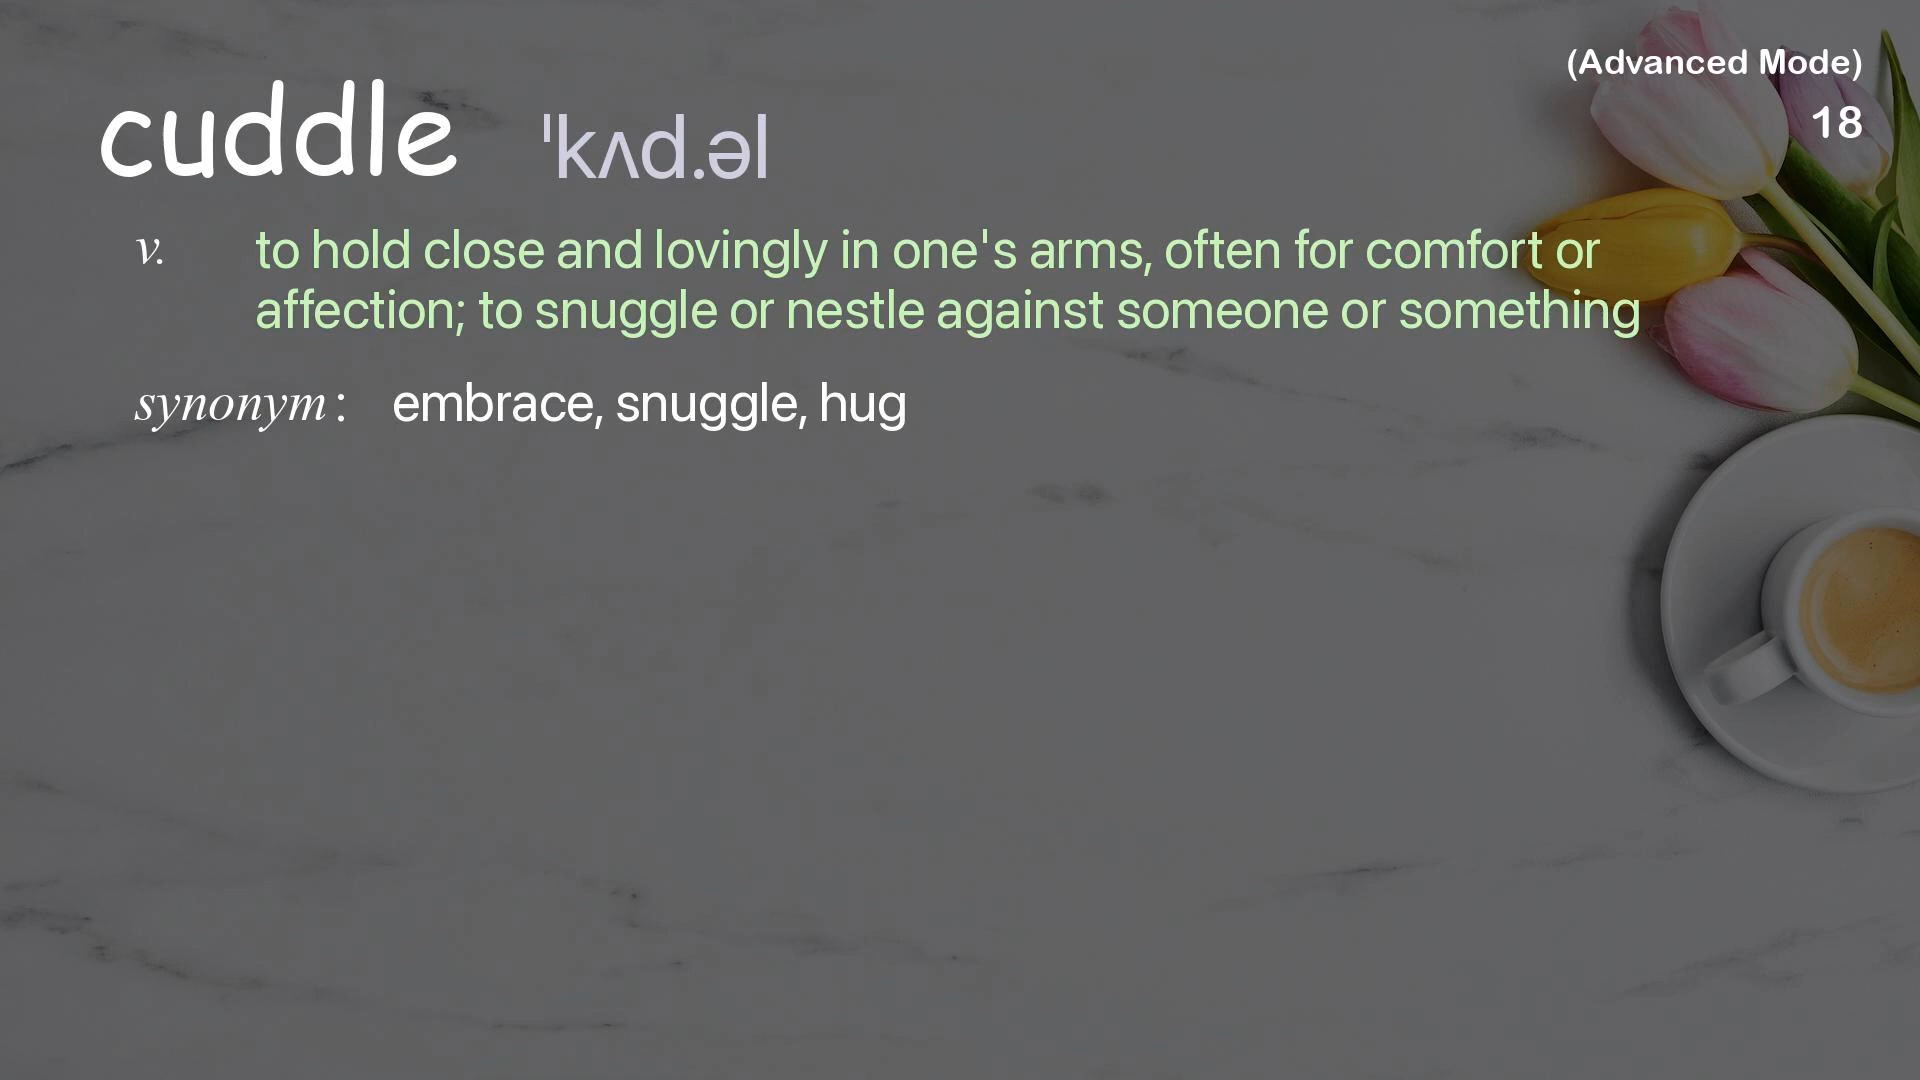 (Advanced Mode)
18
cuddle ˈkʌd.əl
v. to hold close and lovingly in one's arms, often for comfort or
affection; to snuggle or nestle against someone or something
synonym: embrace, snuggle, hug